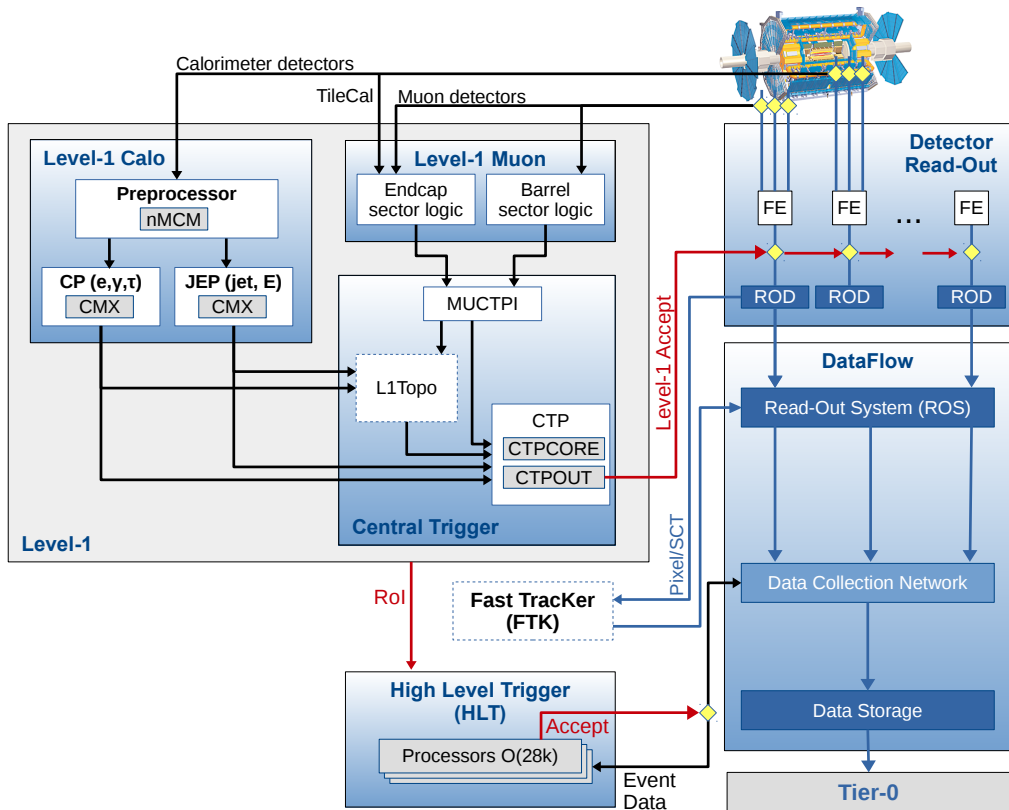 Calorimeter detectors
TileCal
Muon detectors
Level-1 Calo
Preprocessor
nMCM
CP (e,γ,τ)
CMX
JEP (jet, E)
CMX
Level-1 Muon
Endcap
sector logic
Barrel
sector logic
MUCTPI
L1Topo
CTP
CTPCORE
CTPOUT
Central Trigger
Level-1
Level-1 Accept
Detector
Read-Out
FE
FE
...
FE
ROD
ROD
ROD
DataFlow
Read-Out System (ROS)
Pixel/SCT
Data Collection Network
RoI
Fast TracKer
(FTK)
High Level Trigger
(HLT)
Accept
Processors O(28k)
Event
Data
Data Storage
Tier-0